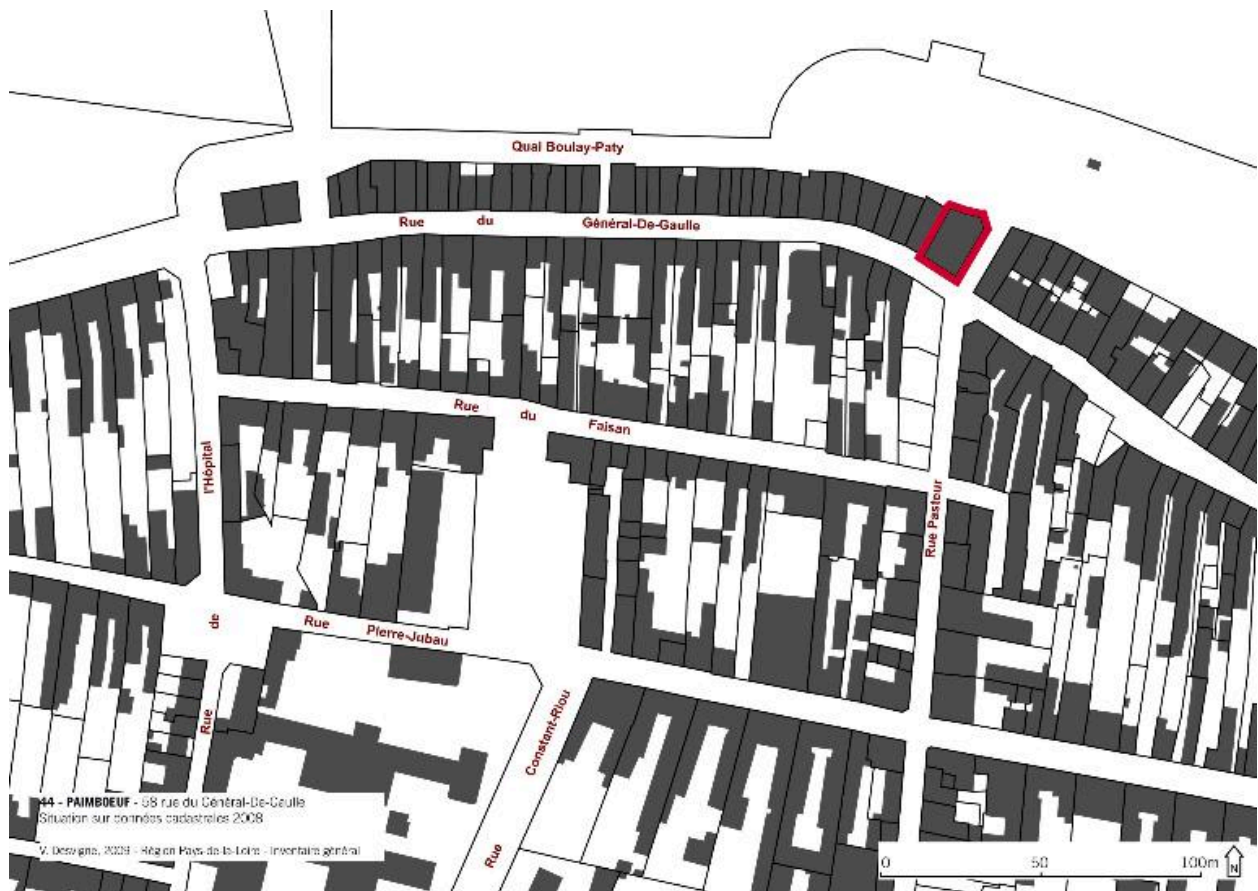 Quai Boulay-Paty
Rue du Général-De-Gaulle
Rue du Faisan
Rue de l'Hôpital
Rue Pasteur
Rue Pierre-Jubau
Rue Constant-Riou
44 - PAIMBOEUF - 58 rue du Général-De-Gaulle
Situation sur données cadastrales 2008
V. Desvigne, 2009 - Région Pays-de-la-Loire - Inventaire général
0 50 100m
N